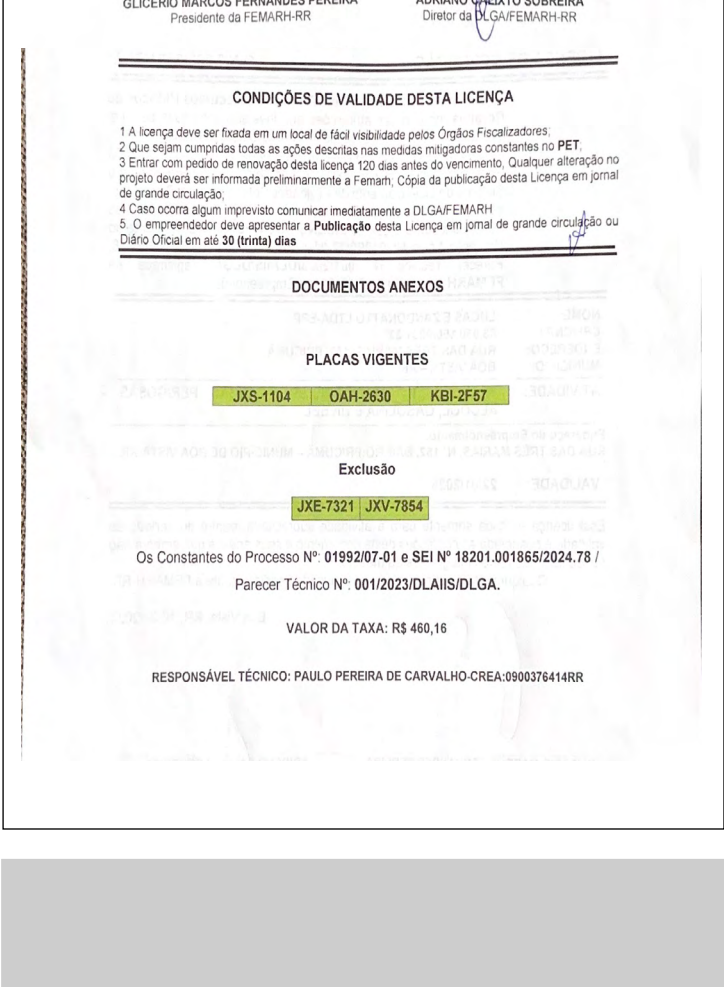 GLICÉRIO MARCOS FERNANDES PEREIRA ADRIANO CALIXTO SOBREIRA
Presidente da FEMARH-RR Diretor da DLGA/FEMARH-RR
CONDIÇÕES DE VALIDADE DESTA LICENÇA
1 A licença deve ser fixada em um local de fácil visibilidade pelos Órgãos Fiscalizadores;
2 Que sejam cumpridas todas as ações descritas nas medidas mitigadoras constantes no PET;
3 Entrar com pedido de renovação desta licença 120 dias antes do vencimento, Qualquer alteração no
projeto deverá ser informada preliminarmente a Femarh; Cópia da publicação desta Licença em jornal
de grande circulação;
4 Caso ocorra algum imprevisto comunicar imediatamente a DLGA/FEMARH
5. O empreendedor deve apresentar a Publicação desta Licença em jornal de grande circulação ou
Diário Oficial em até 30 (trinta) dias
DOCUMENTOS ANEXOS
PLACAS VIGENTES
JXS-1104 OAH-2630 KBI-2F57
Exclusão
JXE-7321 JXV-7854
Os Constantes do Processo Nº: 01992/07-01 e SEI Nº 18201.001865/2024.78 /
Parecer Técnico Nº: 001/2023/DLAIIS/DLGA.
VALOR DA TAXA: R$ 460,16
RESPONSÁVEL TÉCNICO: PAULO PEREIRA DE CARVALHO-CREA:0900376414RR